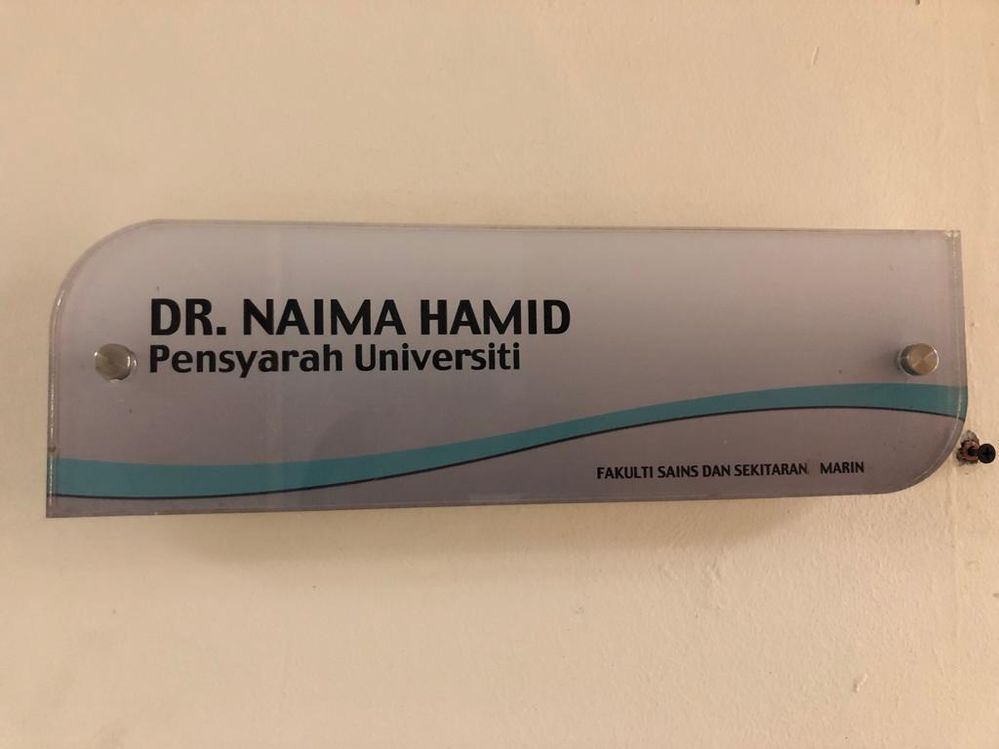 DR. NAIMA HAMID
Pensyarah Universiti
FAKULTI SAINS DAN SEKITARAN MARIN